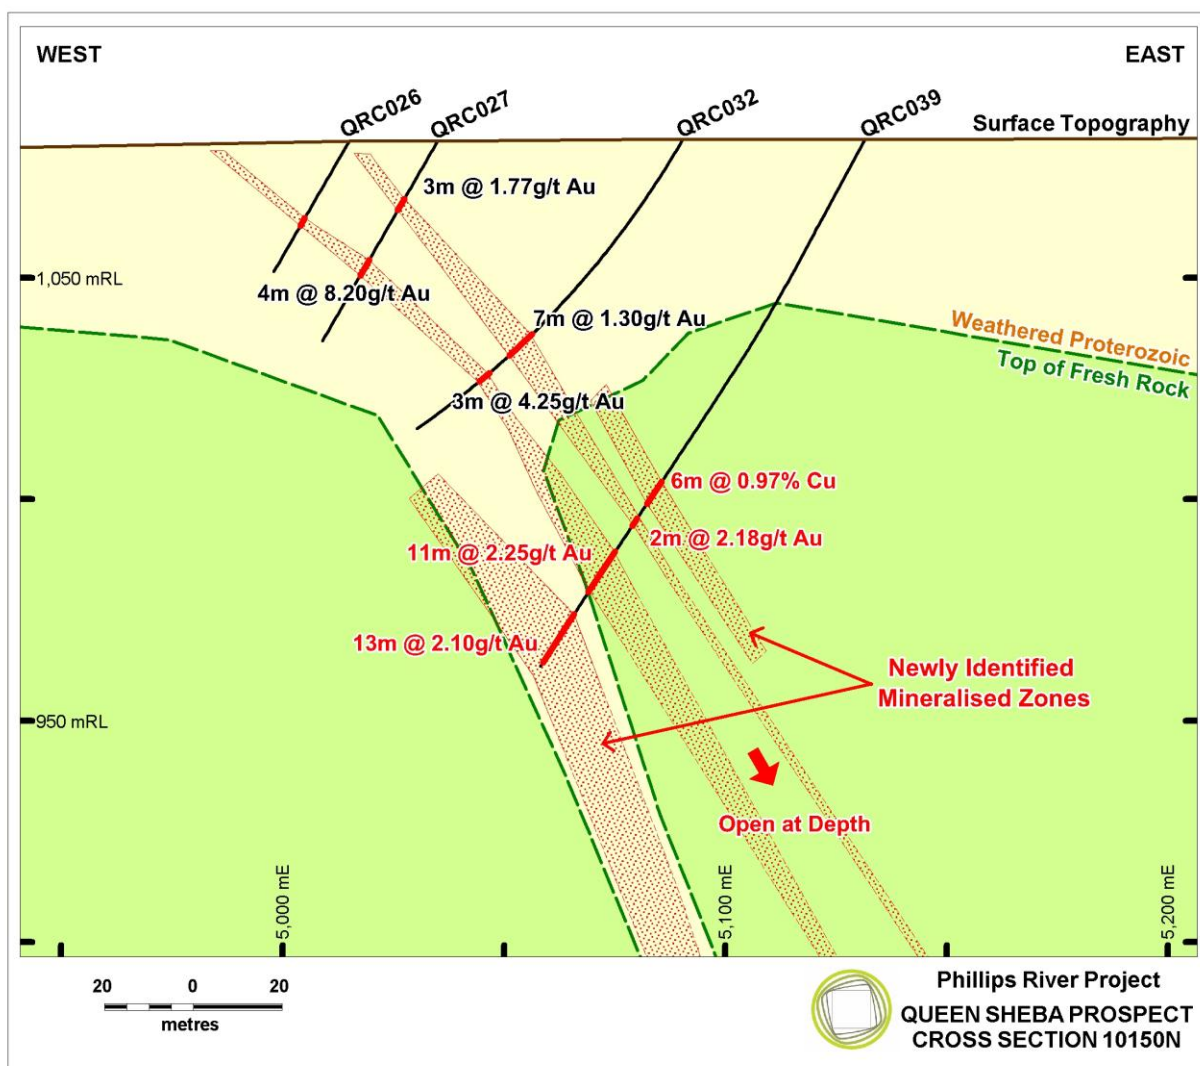 WEST
EAST
QRC026
QRC027
QRC032
QRC039
Surface Topography
3m @ 1.77g/t Au
1,050 mRL
4m @ 8.20g/t Au
7m @ 1.30g/t Au
Weathered Proterozoic
Top of Fresh Rock
3m @ 4.25g/t Au
6m @ 0.97% Cu
2m @ 2.18g/t Au
11m @ 2.25g/t Au
13m @ 2.10g/t Au
Newly Identified
Mineralised Zones
950 mRL
Open at Depth
5,000 mE
5,100 mE
5,200 mE
20 0 20
metres
Phillips River Project
QUEEN SHEBA PROSPECT
CROSS SECTION 10150N